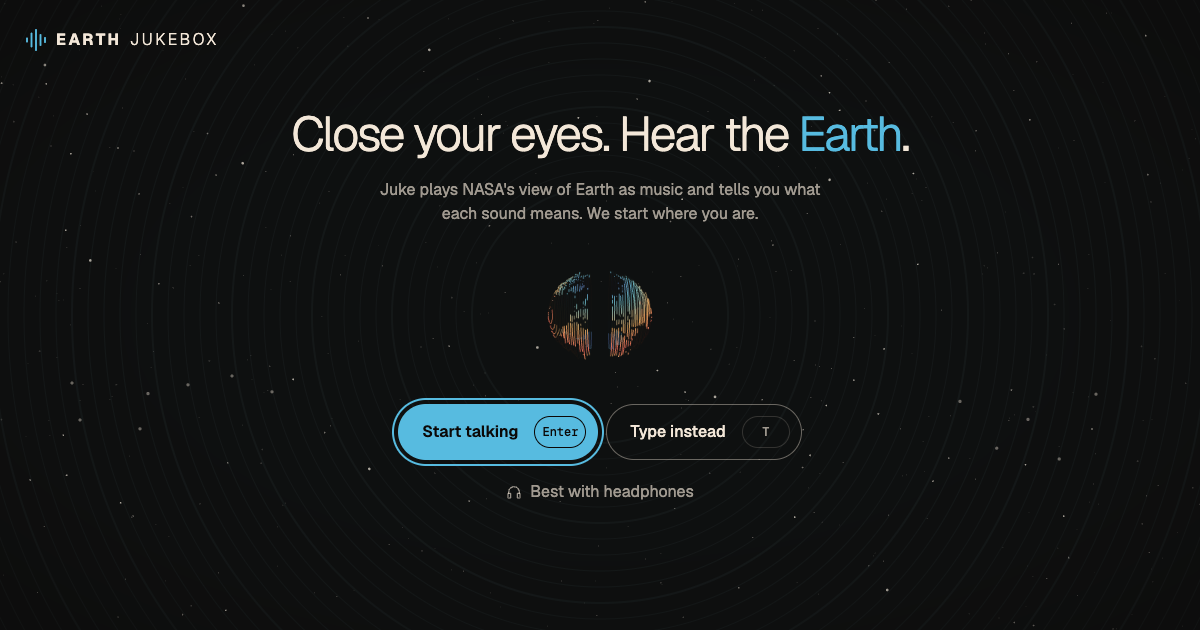 EARTH JUKEBOX
Close your eyes. Hear the Earth.
Juke plays NASA's view of Earth as music and tells you what
each sound means. We start where you are.
Start talking Enter
Type instead T
Best with headphones